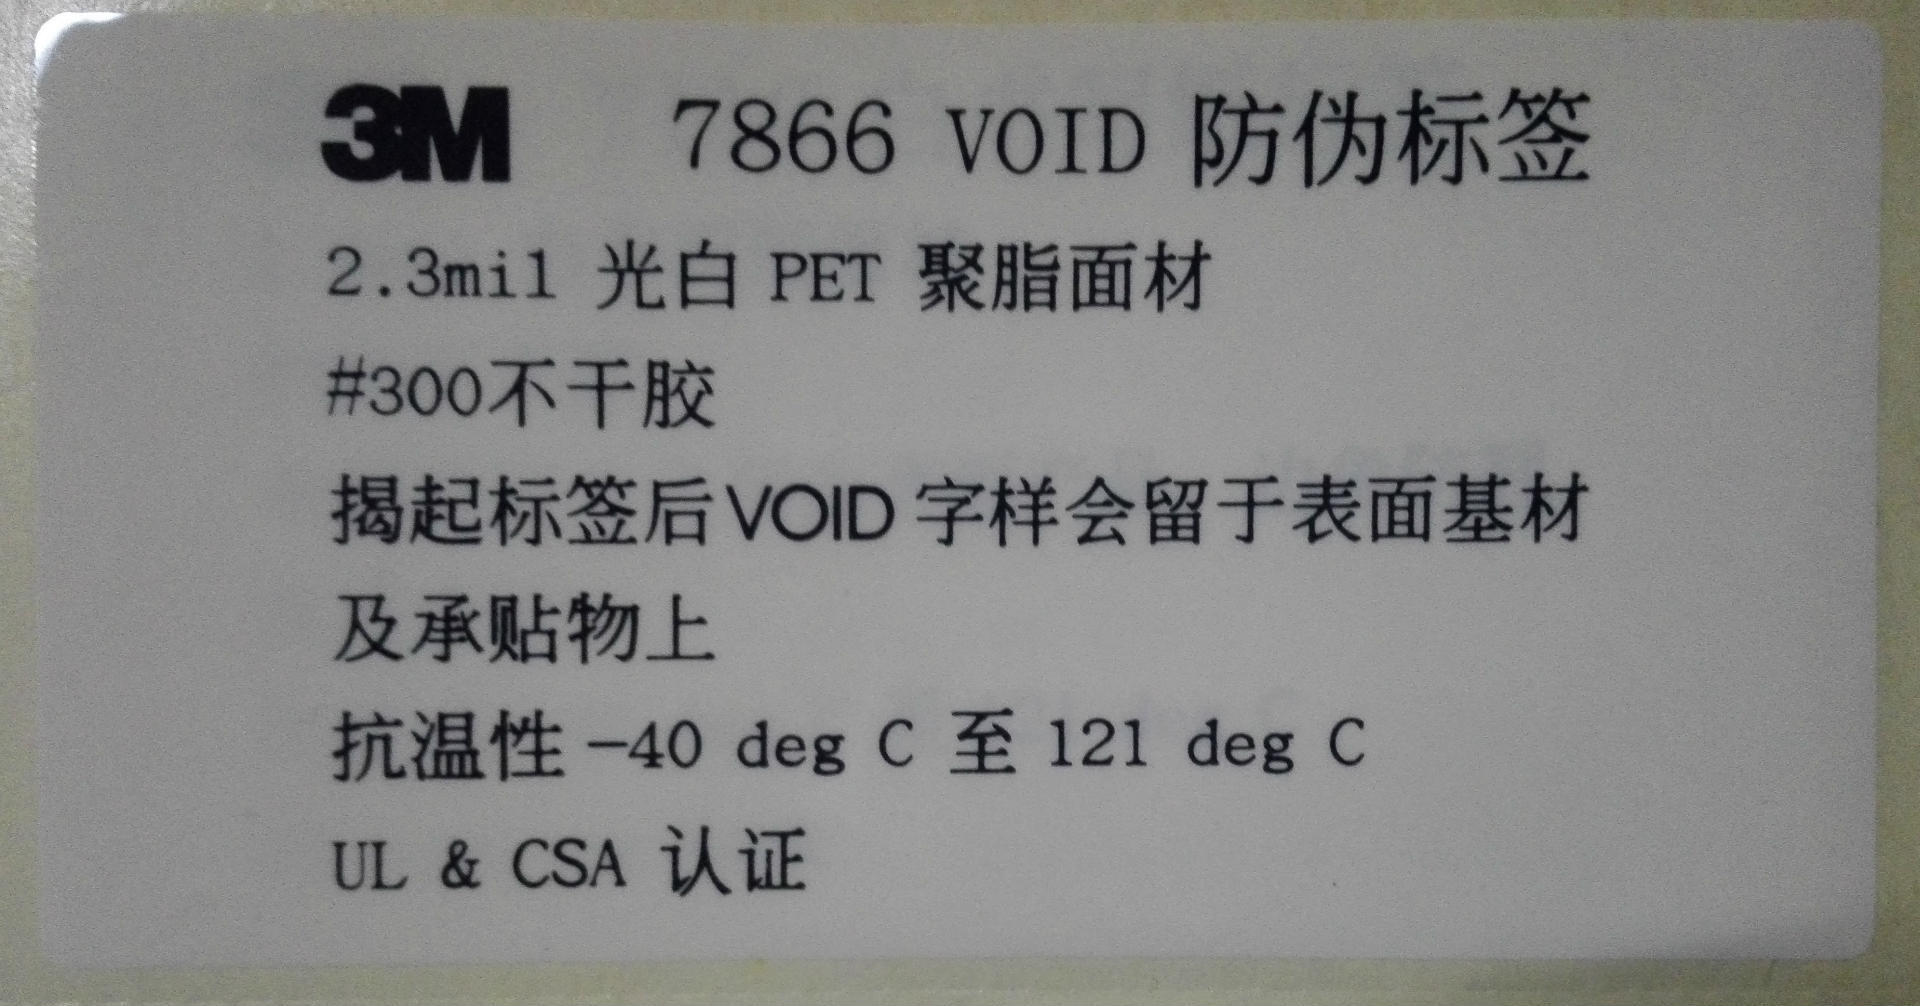 3M 7866 VOID 防伪标签
2.3mil 光白 PET 聚脂面材
#300不干胶
揭起标签后VOID 字样会留于表面基材
及承贴物上
抗温性 -40 deg C 至 121 deg C
UL & CSA 认证